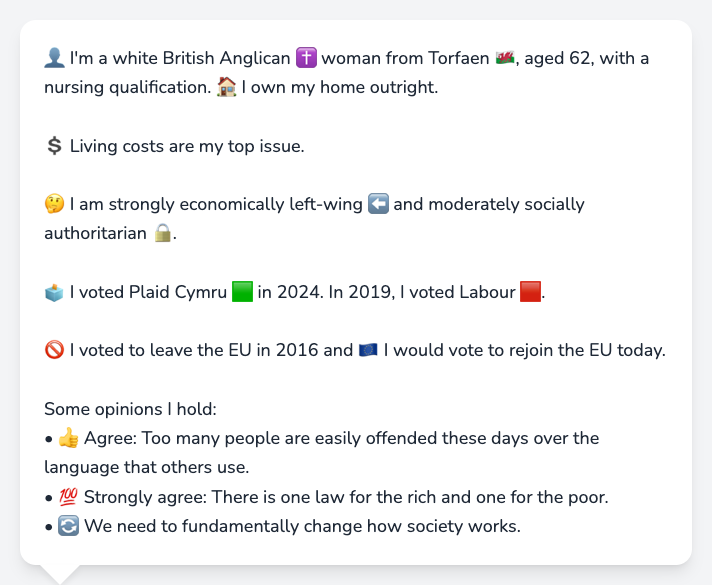 👤 I'm a white British Anglican ✝️ woman from Torfaen 🏴󠁧󠁢󠁷󠁬󠁳󠁿, aged 62, with a
nursing qualification. 🏠 I own my home outright.
💲 Living costs are my top issue.
🤔 I am strongly economically left-wing ⬅️ and moderately socially
authoritarian 🔒.
🗳️ I voted Plaid Cymru 🟩 in 2024. In 2019, I voted Labour 🟥.
🚫 I voted to leave the EU in 2016 and 🇪🇺 I would vote to rejoin the EU today.
Some opinions I hold:
• 👍 Agree: Too many people are easily offended these days over the
language that others use.
• 💯 Strongly agree: There is one law for the rich and one for the poor.
• 🔄 We need to fundamentally change how society works.